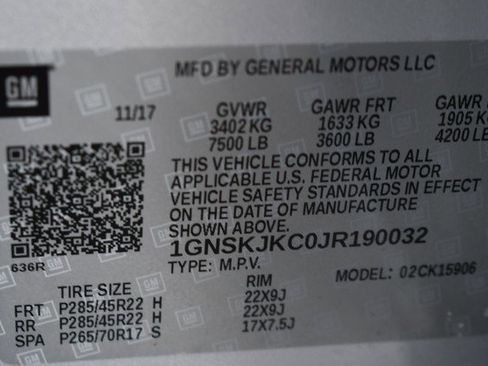 GM
MFD BY GENERAL MOTORS LLC
11/17 GVWR GAWR FRT GAWR
3402 KG 1633 KG 1905 KG
7500 LB 3600 LB 4200 LB
THIS VEHICLE CONFORMS TO ALL
APPLICABLE U.S. FEDERAL MOTOR
VEHICLE SAFETY STANDARDS IN EFFECT
ON THE DATE OF MANUFACTURE
SHOWN ABOVE.
1GNSKJKC0JR190032
636R
TYPE: M.P.V. MODEL: 02CK15906
TIRE SIZE RIM
FRT P285/45R22 H 22X9J
RR P285/45R22 H 22X9J
SPA P265/70R17 S 17X7.5J